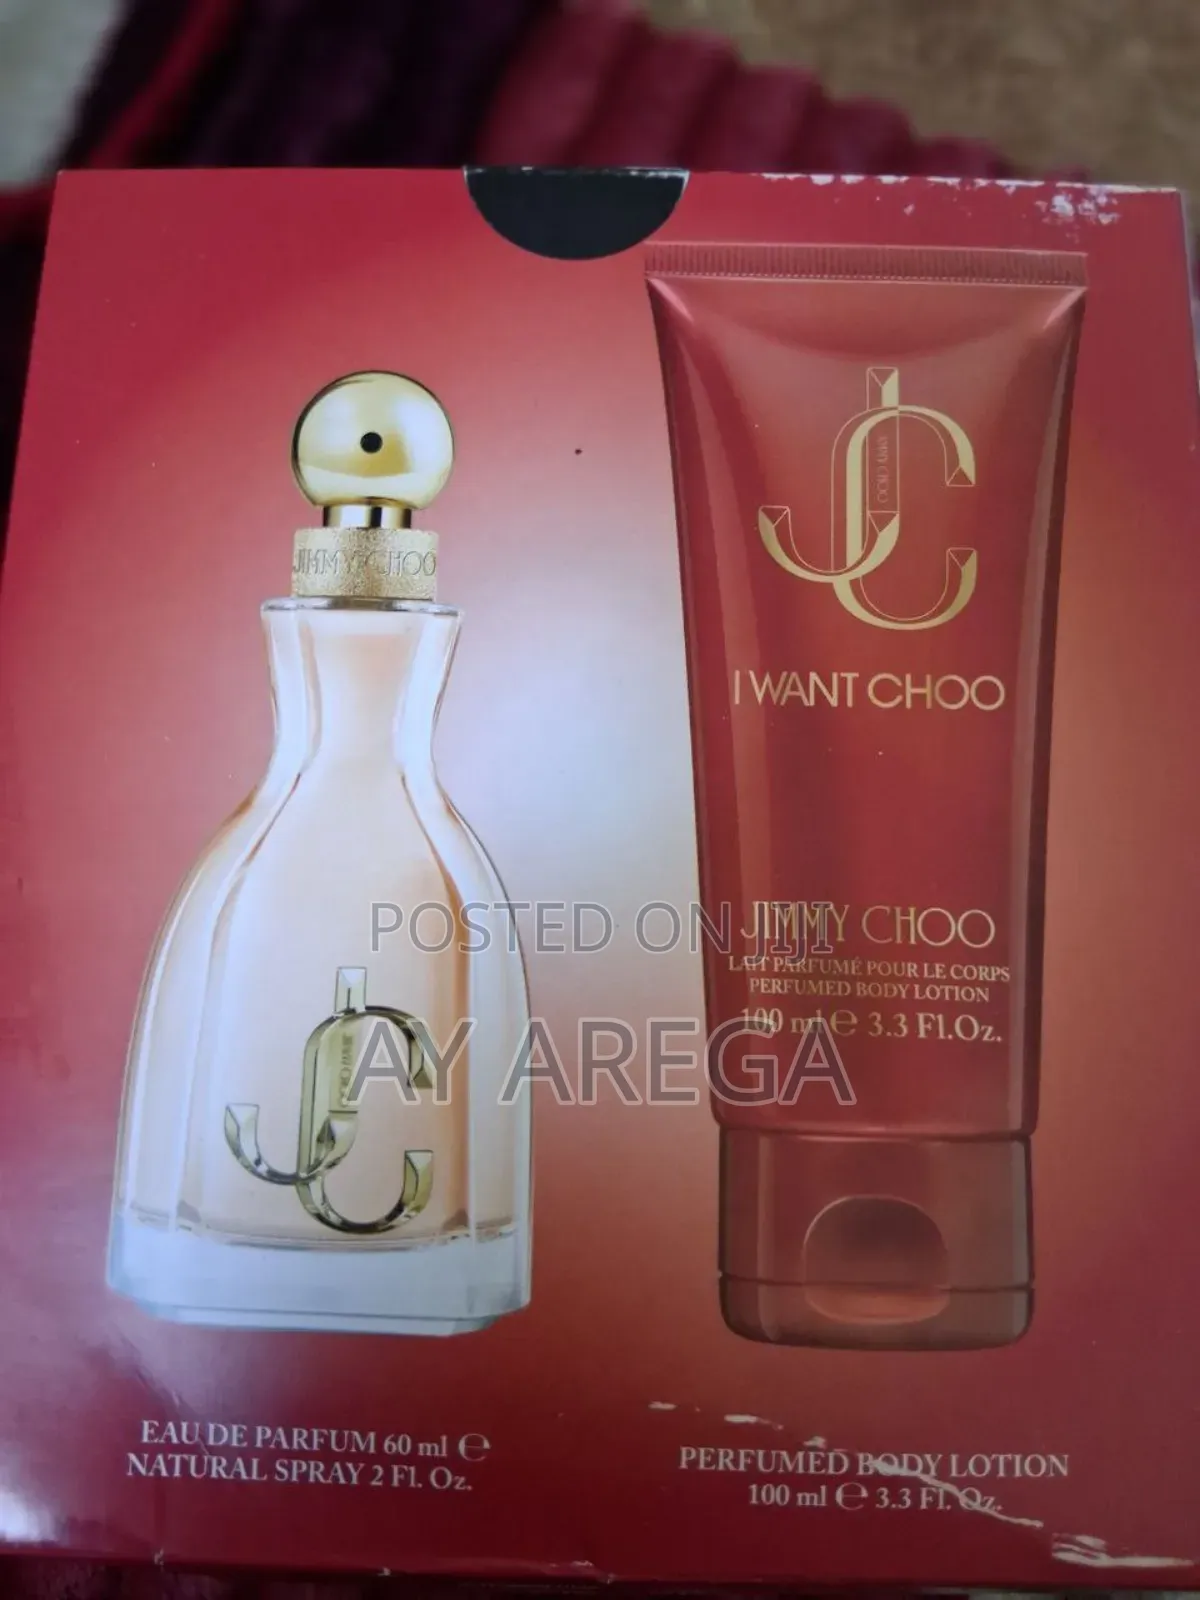 JIMMY CHOO
I WANT CHOO
JIMMY CHOO
LAIT PARFUMÉ POUR LE CORPS
PERFUMED BODY LOTION
100 ml ℮ 3.3 Fl.Oz.
POSTED ON JIJI
AY AREGA
EAU DE PARFUM 60 ml ℮
NATURAL SPRAY 2 Fl. Oz.
PERFUMED BODY LOTION
100 ml ℮ 3.3 Fl. Oz.